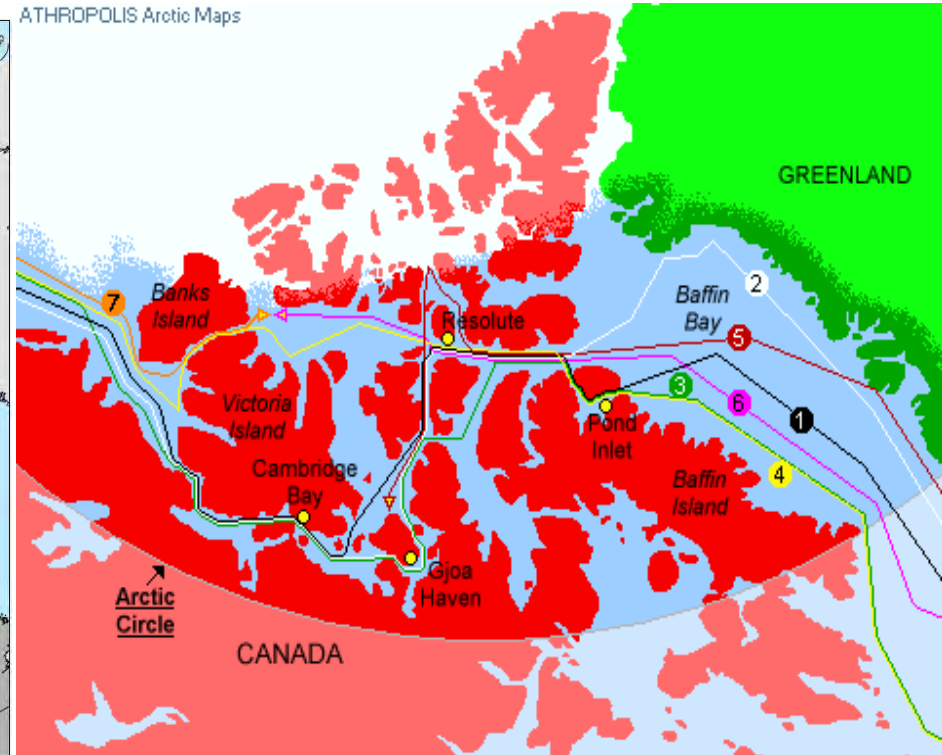 ATHROPOLIS Arctic Maps
GREENLAND
7
Banks
Island
2
Baffin
Bay
Resolute
5
3
6
1
Victoria
Island
Pond
Inlet
4
Cambridge
Bay
Baffin
Island
Gjoa
Haven
Arctic
Circle
CANADA